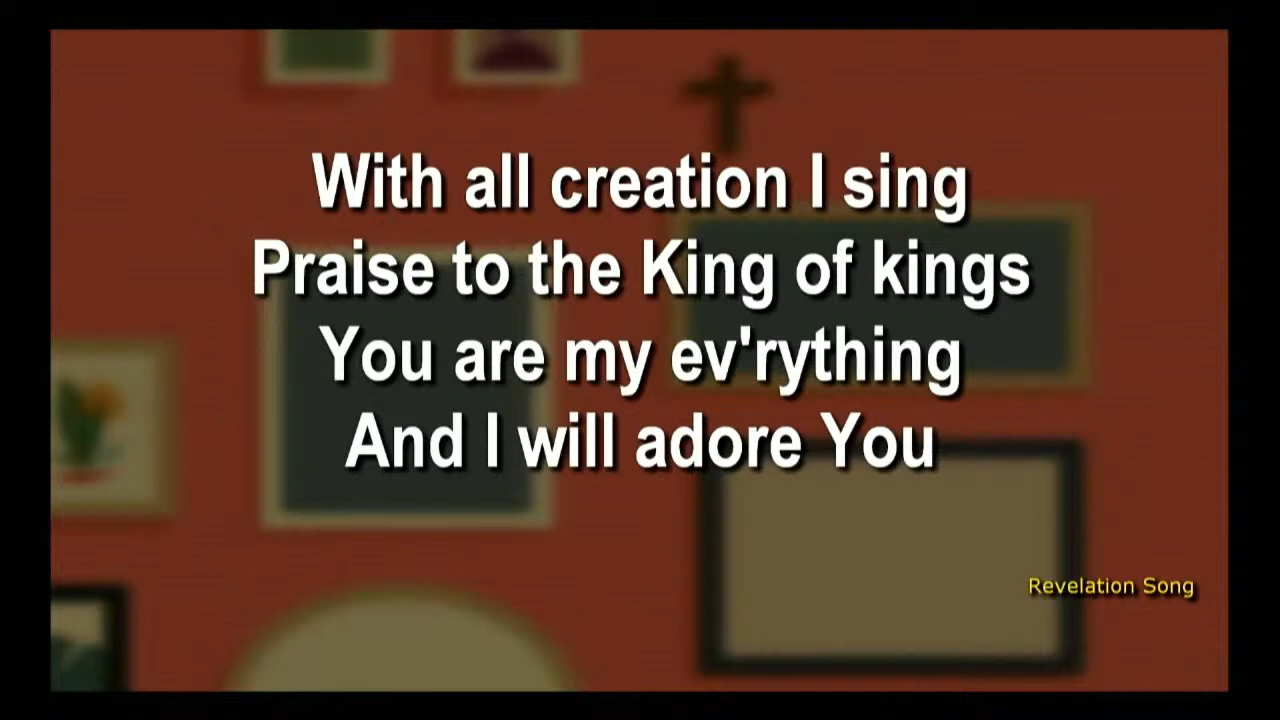 With all creation I sing
Praise to the King of kings
You are my ev'rything
And I will adore You
Revelation Song